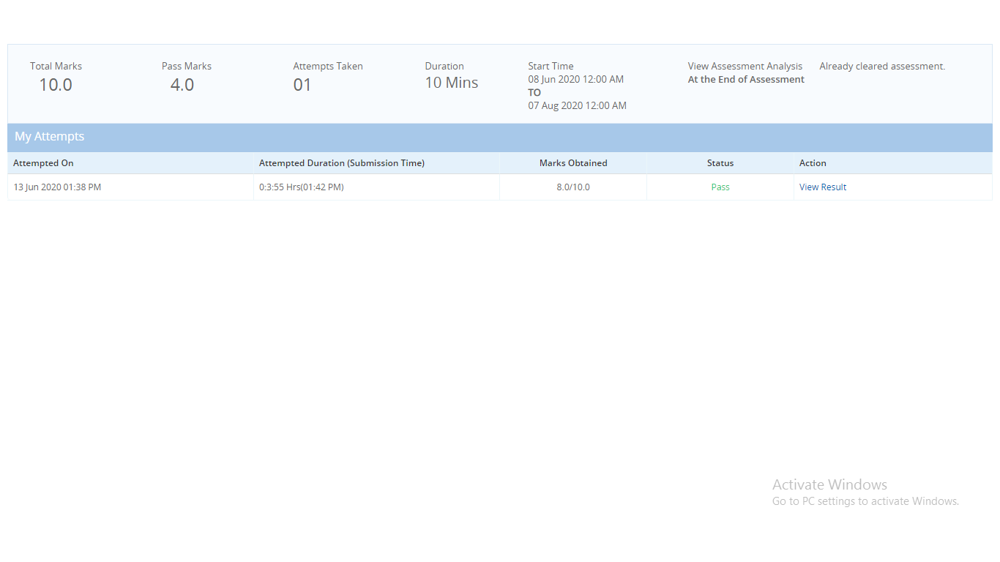 Total Marks
10.0
Pass Marks
4.0
Attempts Taken
01
Duration
10 Mins
Start Time
08 Jun 2020 12:00 AM
TO
07 Aug 2020 12:00 AM
View Assessment Analysis
At the End of Assessment
Already cleared assessment.
My Attempts
Attempted On Attempted Duration (Submission Time) Marks Obtained Status Action
13 Jun 2020 01:38 PM 0:3:55 Hrs(01:42 PM) 8.0/10.0 Pass View Result
Activate Windows
Go to PC settings to activate Windows.